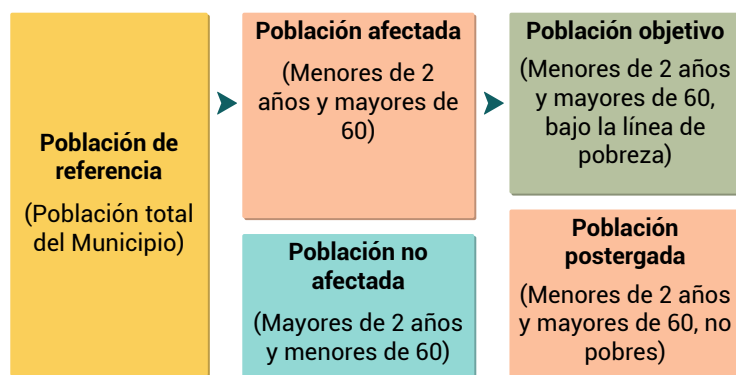 Población de
referencia
(Población total
del Municipio)
Población afectada
(Menores de 2
años y mayores de
60)
Población no
afectada
(Mayores de 2 años
y menores de 60)
Población objetivo
(Menores de 2 años
y mayores de 60,
bajo la línea de
pobreza)
Población
postergada
(Menores de 2 años
y mayores de 60, no
pobres)